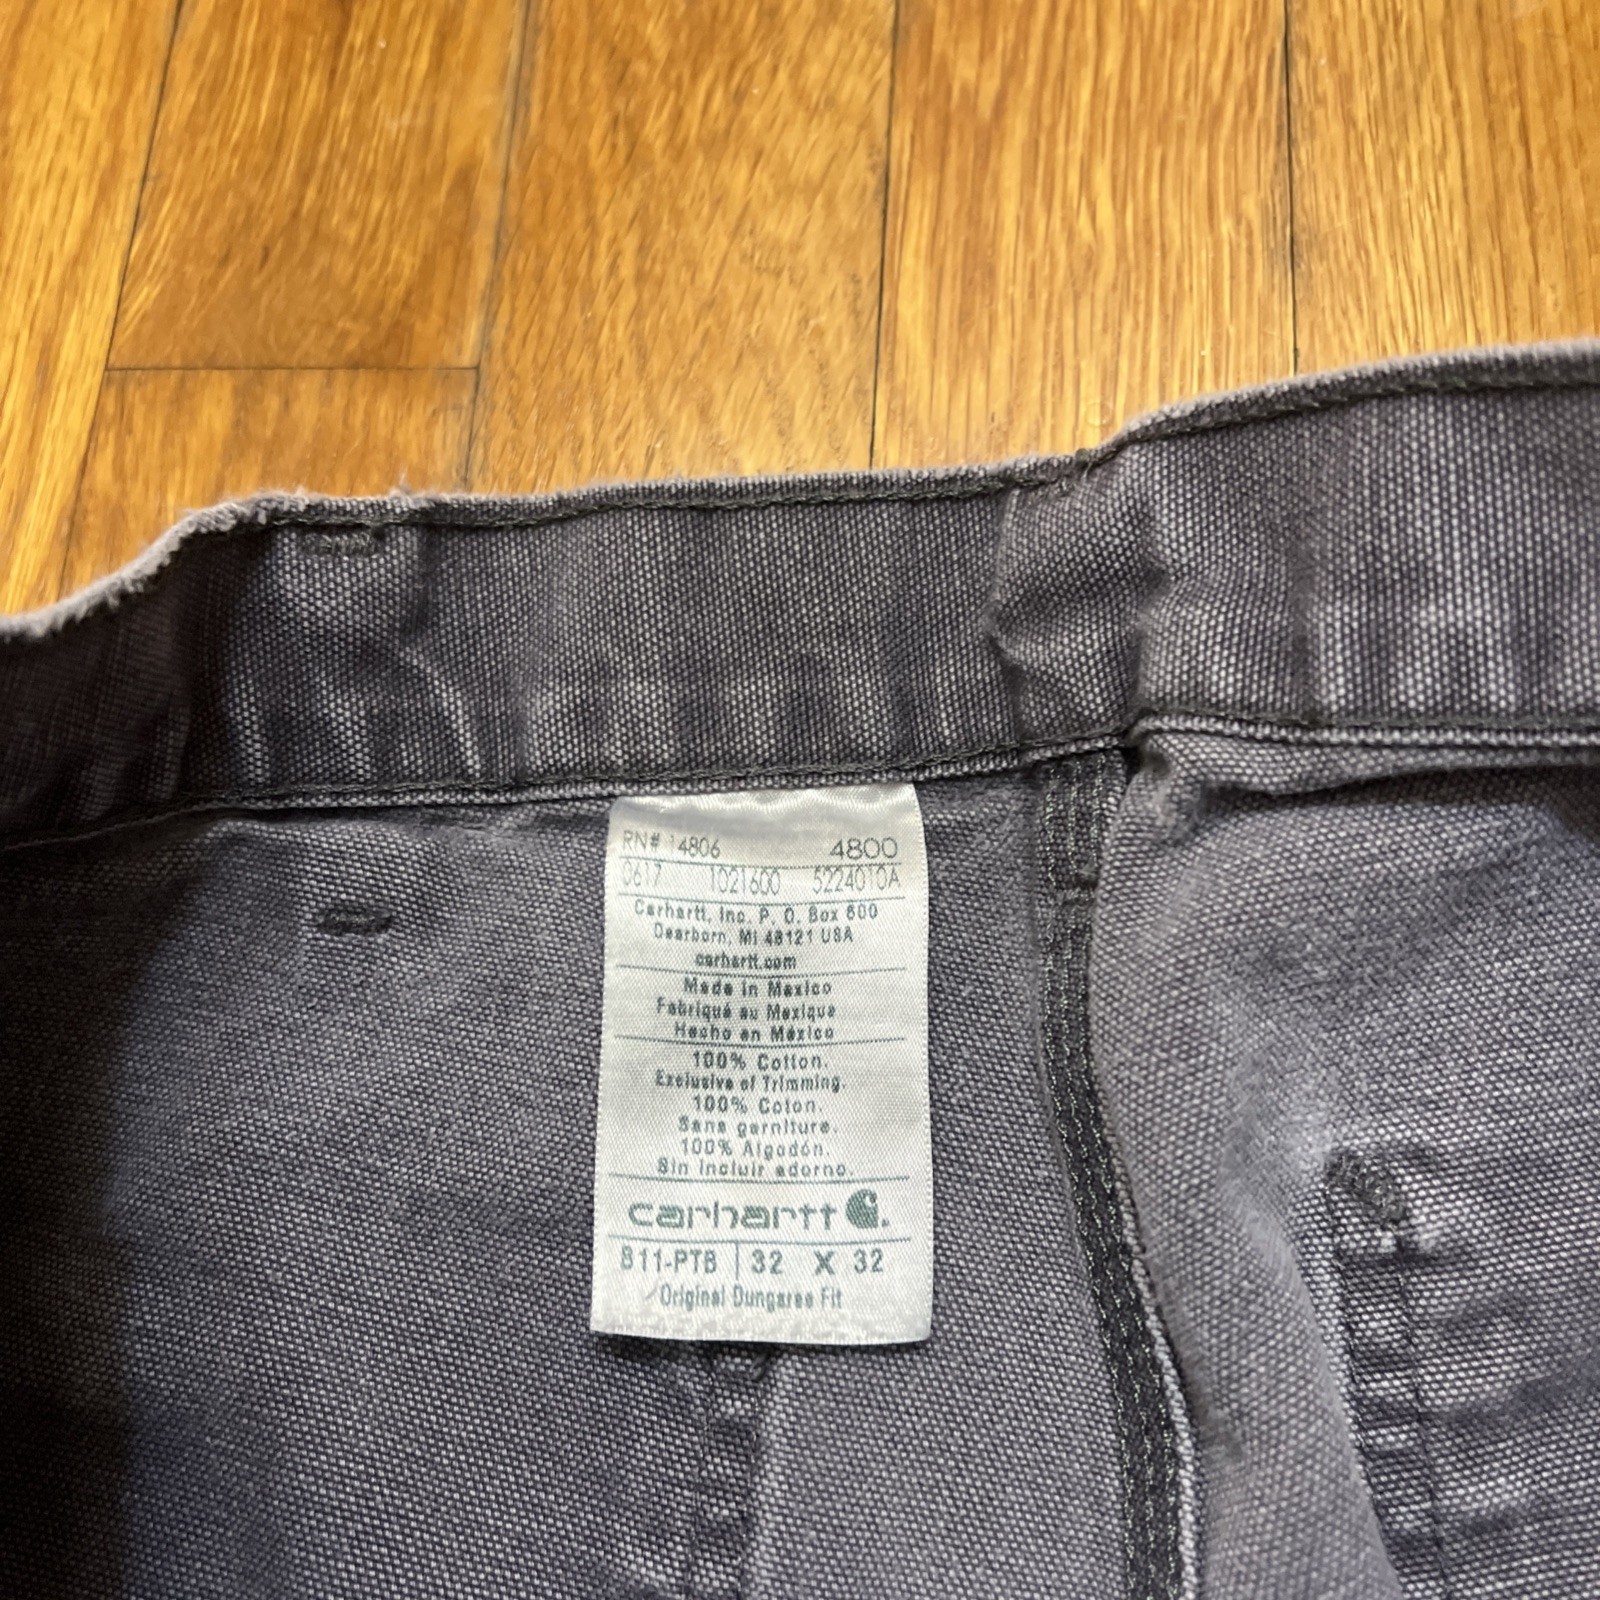 RN# 14806 4800
0617 1021600 5224010A
Carhartt, Inc. P. O. Box 600
Dearborn, MI 48121 USA
carhartt.com
Made in Mexico
Fabriqué au Mexique
Hecho en México
100% Cotton.
Exclusive of Trimming.
100% Coton.
Sans garniture.
100% Algodón.
Sin incluir adorno.
carhartt
B11-PTB 32 X 32
Original Dungaree Fit